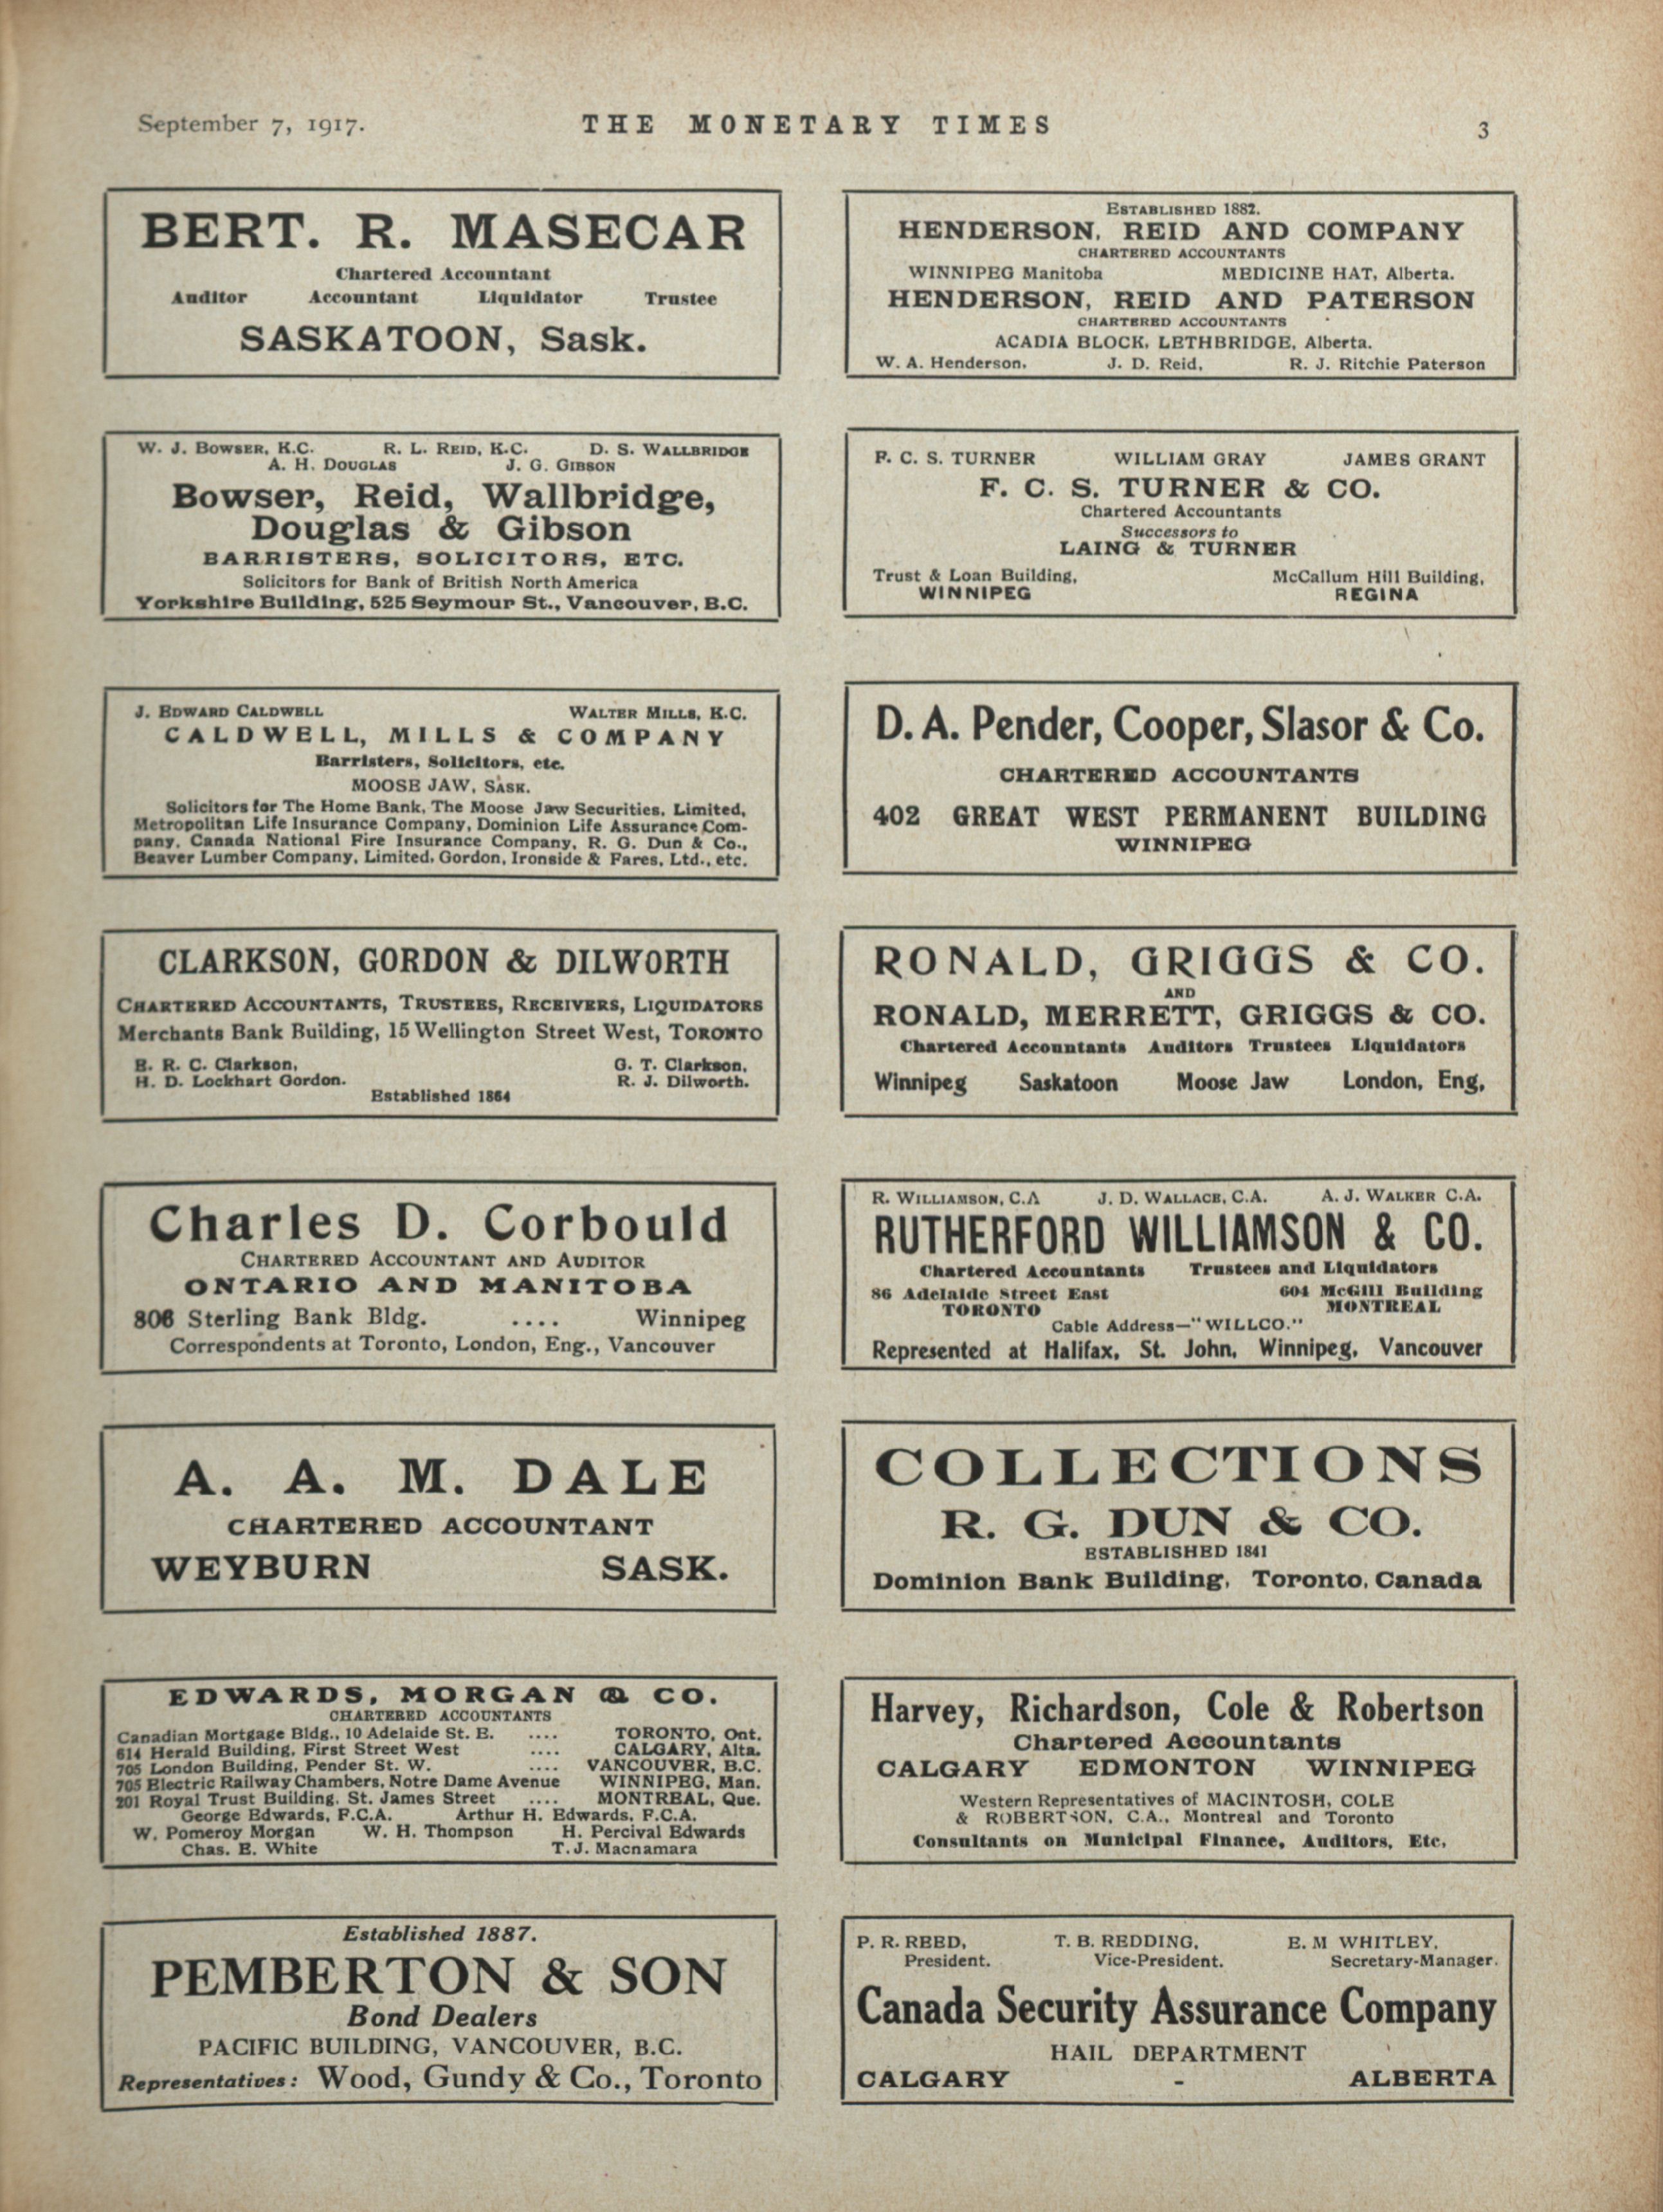 September 7, 1917.
THE MONETARY TIMES
3
BERT. R. MASECAR
Chartered Accountant
Auditor Accountant Liquidator Trustee
SASKATOON, Sask.
W. J. BOWSER, K.C. R. L. REID, K.C. D. S. WALLBRIDGE
A. H. DOUGLAS J. G. GIBSON
Bowser, Reid, Wallbridge,
Douglas & Gibson
BARRISTERS, SOLICITORS, ETC.
Solicitors for Bank of British North America
Yorkshire Building, 525 Seymour St., Vancouver, B.C.
J. EDWARD CALDWELL WALTER MILLS, K.C.
CALDWELL, MILLS & COMPANY
Barristers, Solicitors, etc.
MOOSE JAW, SASK.
Solicitors for The Home Bank, The Moose Jaw Securities, Limited,
Metropolitan Life Insurance Company, Dominion Life Assurance Com-
pany, Canada National Fire Insurance Company, R. G. Dun & Co.,
Beaver Lumber Company, Limited, Gordon, Ironside & Fares, Ltd., etc.
CLARKSON, GORDON & DILWORTH
CHARTERED ACCOUNTANTS, TRUSTEES, RECEIVERS, LIQUIDATORS
Merchants Bank Building, 15 Wellington Street West, TORONTO
E. R. C. Clarkson, G. T. Clarkson,
H. D. Lockhart Gordon. R. J. Dilworth.
Established 1864
Charles D. Corbould
CHARTERED ACCOUNTANT AND AUDITOR
ONTARIO AND MANITOBA
806 Sterling Bank Bldg. .... Winnipeg
Correspondents at Toronto, London, Eng., Vancouver
A. A. M. DALE
CHARTERED ACCOUNTANT
WEYBURN SASK.
EDWARDS, MORGAN & CO.
CHARTERED ACCOUNTANTS
Canadian Mortgage Bldg., 10 Adelaide St. E. .... TORONTO, Ont.
614 Herald Building, First Street West .... CALGARY, Alta.
705 London Building, Pender St. W. .... VANCOUVER, B.C.
705 Electric Railway Chambers, Notre Dame Avenue WINNIPEG, Man.
201 Royal Trust Building, St. James Street .... MONTREAL, Que.
George Edwards, F.C.A. Arthur H. Edwards, F.C.A.
W. Pomeroy Morgan W. H. Thompson H. Percival Edwards
Chas. E. White T. J. Macnamara
Established 1887.
PEMBERTON & SON
Bond Dealers
PACIFIC BUILDING, VANCOUVER, B.C.
Representatives: Wood, Gundy & Co., Toronto
ESTABLISHED 1882.
HENDERSON, REID AND COMPANY
CHARTERED ACCOUNTANTS
WINNIPEG Manitoba MEDICINE HAT, Alberta.
HENDERSON, REID AND PATERSON
CHARTERED ACCOUNTANTS
ACADIA BLOCK, LETHBRIDGE, Alberta.
W. A. Henderson, J. D. Reid, R. J. Ritchie Paterson
F. C. S. TURNER WILLIAM GRAY JAMES GRANT
F. C. S. TURNER & CO.
Chartered Accountants
Successors to
LAING & TURNER
Trust & Loan Building, McCallum Hill Building,
WINNIPEG REGINA
D. A. Pender, Cooper, Slasor & Co.
CHARTERED ACCOUNTANTS
402 GREAT WEST PERMANENT BUILDING
WINNIPEG
RONALD, GRIGGS & CO.
AND
RONALD, MERRETT, GRIGGS & CO.
Chartered Accountants Auditors Trustees Liquidators
Winnipeg Saskatoon Moose Jaw London, Eng.
R. WILLIAMSON, C.A J. D. WALLACE, C.A. A. J. WALKER C.A.
RUTHERFORD WILLIAMSON & CO.
Chartered Accountants Trustees and Liquidators
86 Adelaide Street East 604 McGill Building
TORONTO MONTREAL
Cable Address—"WILLCO."
Represented at Halifax, St. John, Winnipeg, Vancouver
COLLECTIONS
R. G. DUN & CO.
ESTABLISHED 1841
Dominion Bank Building, Toronto, Canada
Harvey, Richardson, Cole & Robertson
Chartered Accountants
CALGARY EDMONTON WINNIPEG
Western Representatives of MACINTOSH, COLE
& ROBERTSON, C.A., Montreal and Toronto
Consultants on Municipal Finance, Auditors, Etc.
P. R. REED, T. B. REDDING, E. M WHITLEY,
President. Vice-President. Secretary-Manager.
Canada Security Assurance Company
HAIL DEPARTMENT
CALGARY - ALBERTA